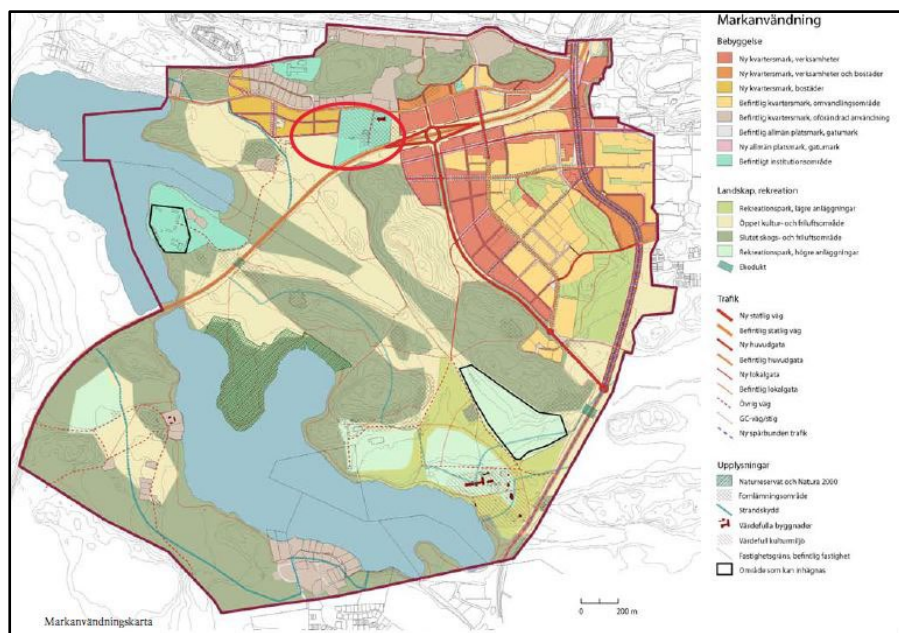 Markanvändning
Bebyggelse
Ny kvartersmark, verksamheter
Ny kvartersmark, verksamheter och bostäder
Ny kvartersmark, bostäder
Befintlig kvartersmark, omvandlingsområde
Befintlig kvartersmark, oförändrad användning
Befintlig allmän platsmark, gatumark
Ny allmän platsmark, gatumark
Befintligt institutionsområde
Landskap, rekreation
Rekreationspark, lägre anläggningar
Öppet kultur- och friluftsområde
Slutet skogs- och friluftsområde
Rekreationspark, högre anläggningar
Ekodukt
Trafik
Ny statlig väg
Befintlig statlig väg
Ny huvudgata
Befintlig huvudgata
Ny lokalgata
Befintlig lokalgata
Övrig väg
GC-väg/stig
Ny spårbunden trafik
Upplysningar
Naturreservat och Natura 2000
Fornlämningsområde
Strandskydd
Värdefulla byggnader
Värdefull kulturmiljö
Fastighetsgräns, befintlig fastighet
Område som kan inhägnas
0 200 m
Markanvändningskarta